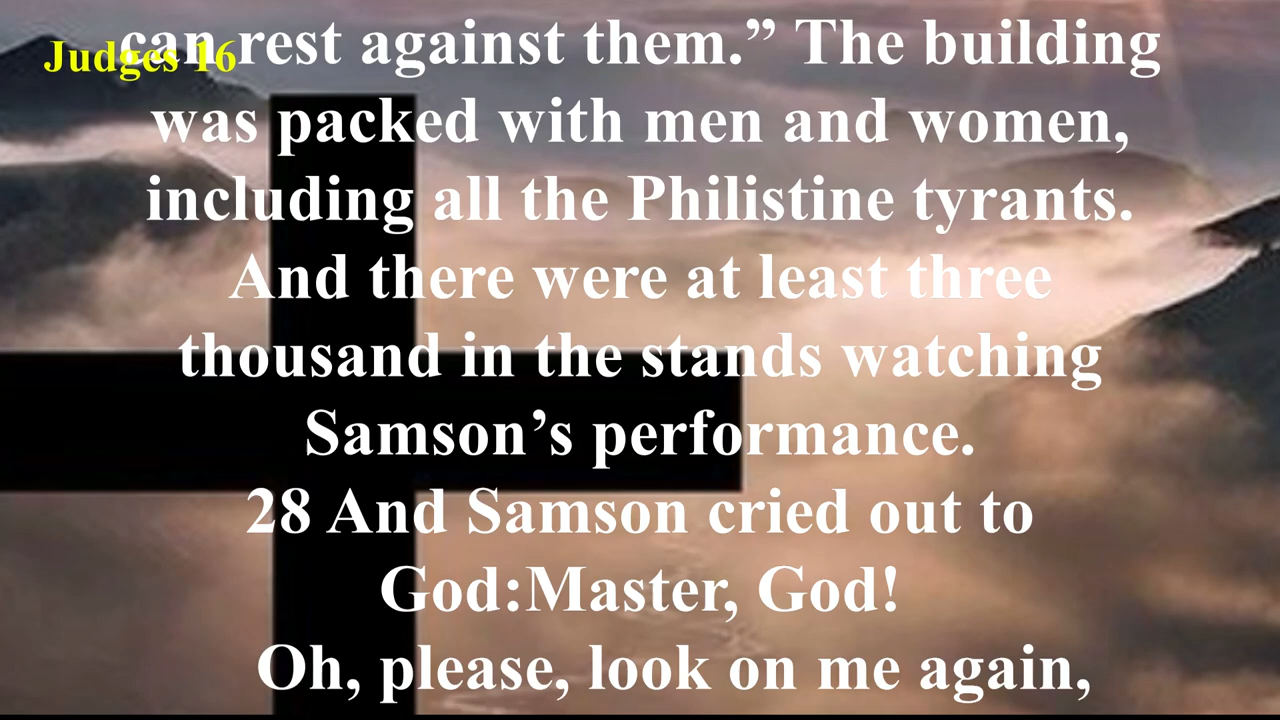 Judges 16
can rest against them.” The building
was packed with men and women,
including all the Philistine tyrants.
And there were at least three
thousand in the stands watching
Samson’s performance.
28 And Samson cried out to
God:Master, God!
Oh, please, look on me again,